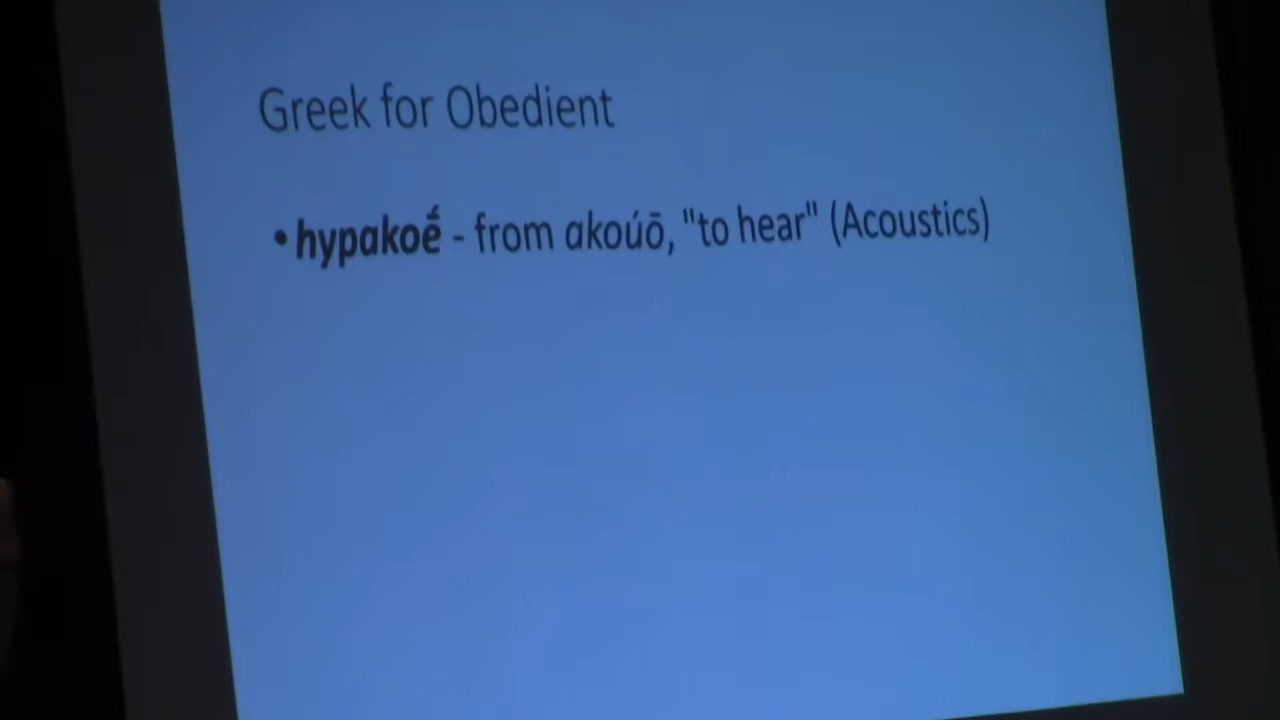 Greek for Obedient
• hypakoḗ - from akoúō, "to hear" (Acoustics)